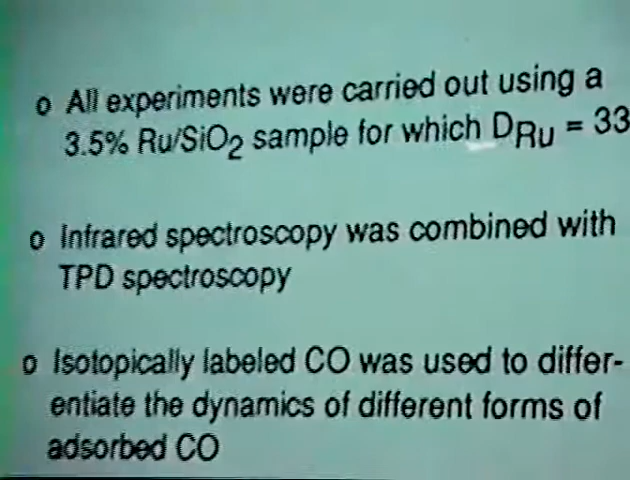 o All experiments were carried out using a
3.5% Ru/SiO2 sample for which DRu = 33
o Infrared spectroscopy was combined with
TPD spectroscopy
o Isotopically labeled CO was used to differ-
entiate the dynamics of different forms of
adsorbed CO